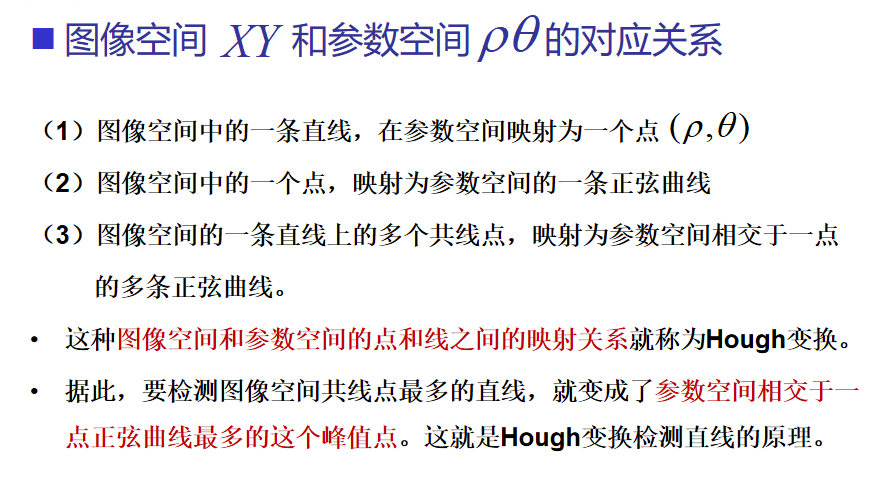 ■ 图像空间 XY 和参数空间 ρθ 的对应关系
（1）图像空间中的一条直线，在参数空间映射为一个点 (ρ,θ)
（2）图像空间中的一个点，映射为参数空间的一条正弦曲线
（3）图像空间的一条直线上的多个共线点，映射为参数空间相交于一点
的多条正弦曲线。
• 这种图像空间和参数空间的点和线之间的映射关系就称为Hough变换。
• 据此，要检测图像空间共线点最多的直线，就变成了参数空间相交于一
点正弦曲线最多的这个峰值点。这就是Hough变换检测直线的原理。